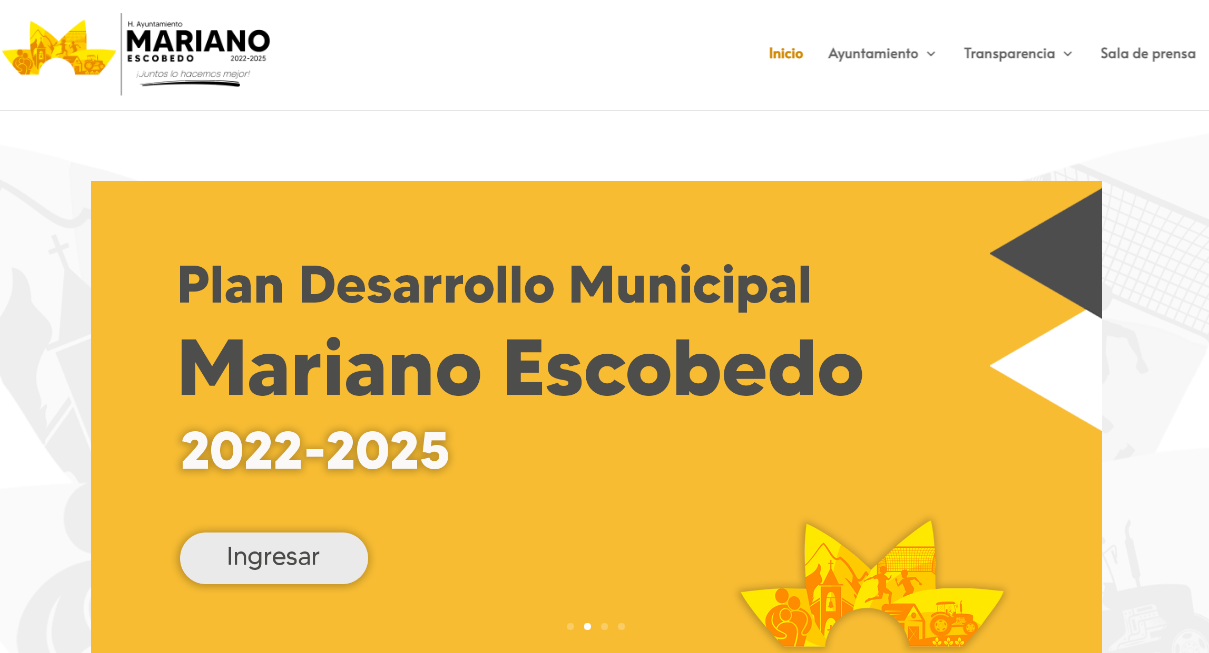 H. Ayuntamiento
MARIANO
ESCOBEDO 2022-2025
¡Juntos lo hacemos mejor!
Inicio Ayuntamiento Transparencia Sala de prensa
Plan Desarrollo Municipal
Mariano Escobedo
2022-2025
Ingresar